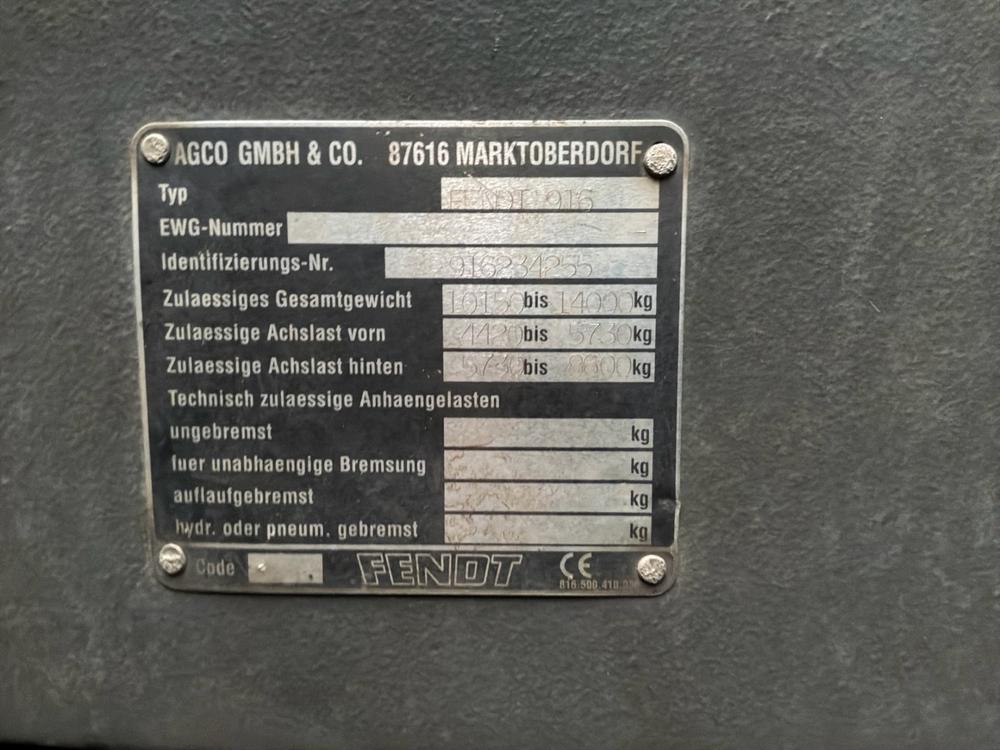 AGCO GMBH & CO. 87616 MARKTOBERDORF
Typ FENDT 916
EWG-Nummer
Identifizierungs-Nr. 916234255
Zulaessiges Gesamtgewicht 10150 bis 14000 kg
Zulaessige Achslast vorn 4420 bis 5730 kg
Zulaessige Achslast hinten 5730 bis 8600 kg
Technisch zulaessige Anhaengelasten
ungebremst kg
fuer unabhaengige Bremsung kg
auflaufgebremst kg
hydr. oder pneum. gebremst kg
Code FENDT CE